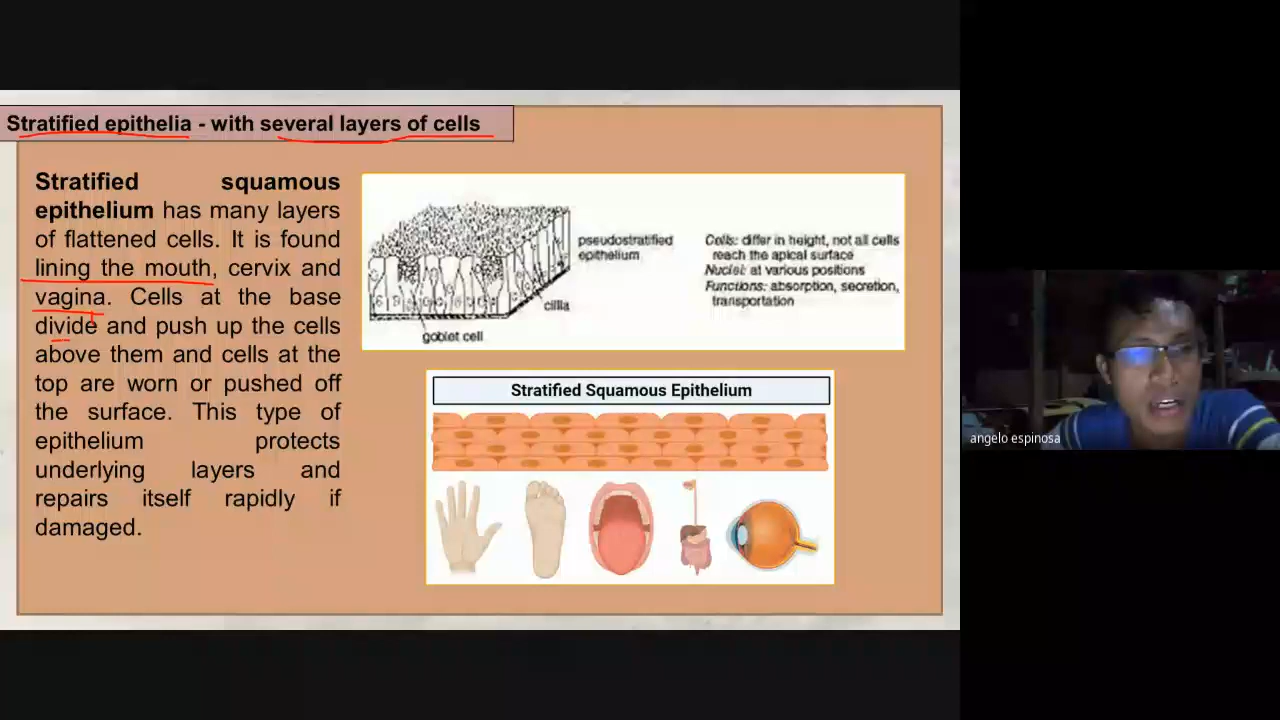 Stratified epithelia - with several layers of cells
Stratified squamous
epithelium has many layers
of flattened cells. It is found
lining the mouth, cervix and
vagina. Cells at the base
divide and push up the cells
above them and cells at the
top are worn or pushed off
the surface. This type of
epithelium protects
underlying layers and
repairs itself rapidly if
damaged.
pseudostratified
epithelium
cilia
goblet cell
Cells: differ in height, not all cells
reach the apical surface
Nuclei: at various positions
Functions: absorption, secretion,
transportation
Stratified Squamous Epithelium
angelo espinosa